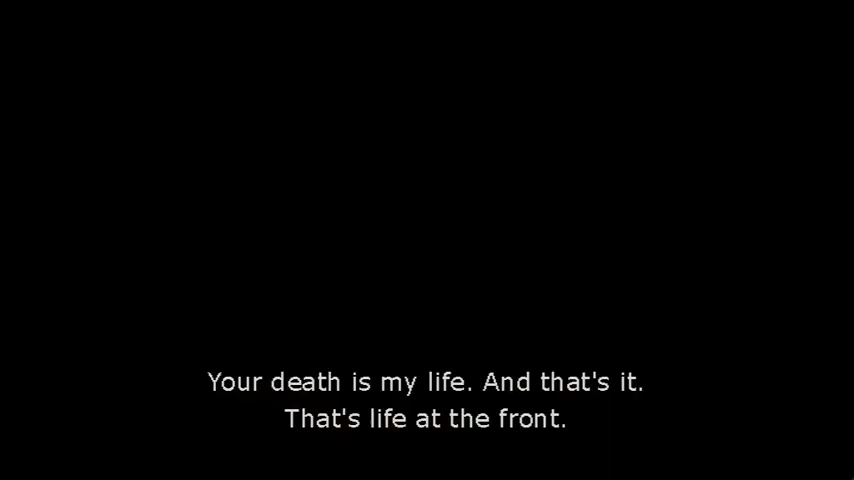 Your death is my life. And that's it.
That's life at the front.